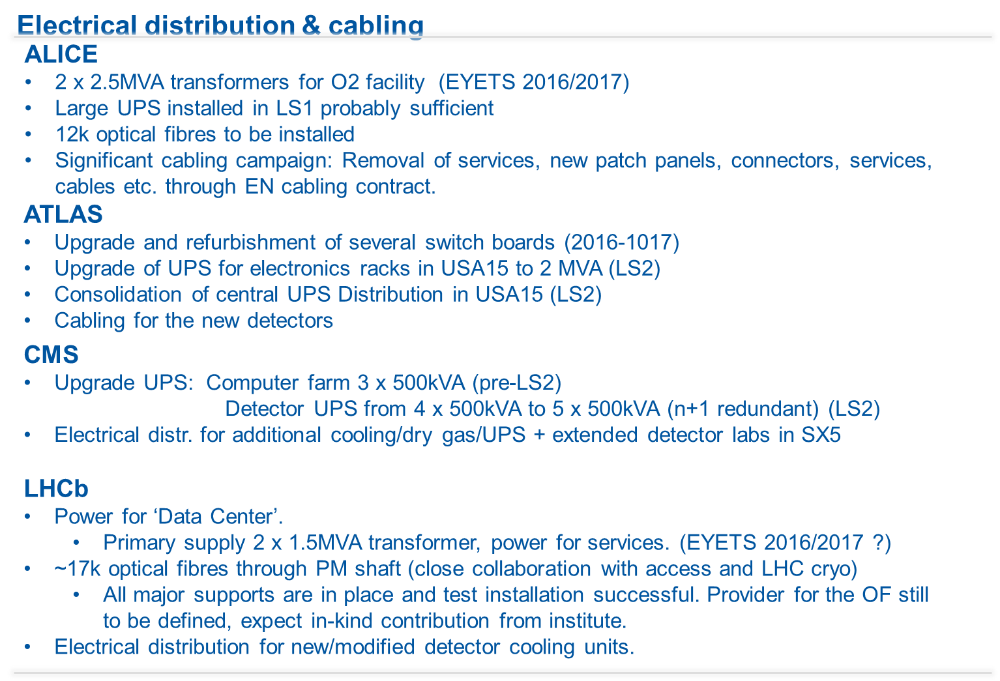 Electrical distribution & cabling
ALICE
• 2 x 2.5MVA transformers for O2 facility (EYETS 2016/2017)
• Large UPS installed in LS1 probably sufficient
• 12k optical fibres to be installed
• Significant cabling campaign: Removal of services, new patch panels, connectors, services,
cables etc. through EN cabling contract.
ATLAS
• Upgrade and refurbishment of several switch boards (2016-1017)
• Upgrade of UPS for electronics racks in USA15 to 2 MVA (LS2)
• Consolidation of central UPS Distribution in USA15 (LS2)
• Cabling for the new detectors
CMS
• Upgrade UPS: Computer farm 3 x 500kVA (pre-LS2)
Detector UPS from 4 x 500kVA to 5 x 500kVA (n+1 redundant) (LS2)
• Electrical distr. for additional cooling/dry gas/UPS + extended detector labs in SX5
LHCb
• Power for ‘Data Center’.
• Primary supply 2 x 1.5MVA transformer, power for services. (EYETS 2016/2017 ?)
• ~17k optical fibres through PM shaft (close collaboration with access and LHC cryo)
• All major supports are in place and test installation successful. Provider for the OF still
to be defined, expect in-kind contribution from institute.
• Electrical distribution for new/modified detector cooling units.